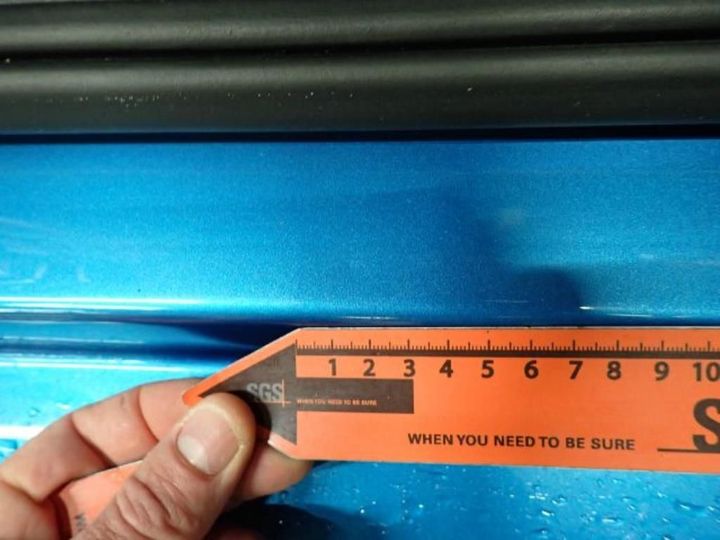 1 2 3 4 5 6 7 8 9 10
SGS
WHEN YOU NEED TO BE SURE
WHEN YOU NEED TO BE SURE
S